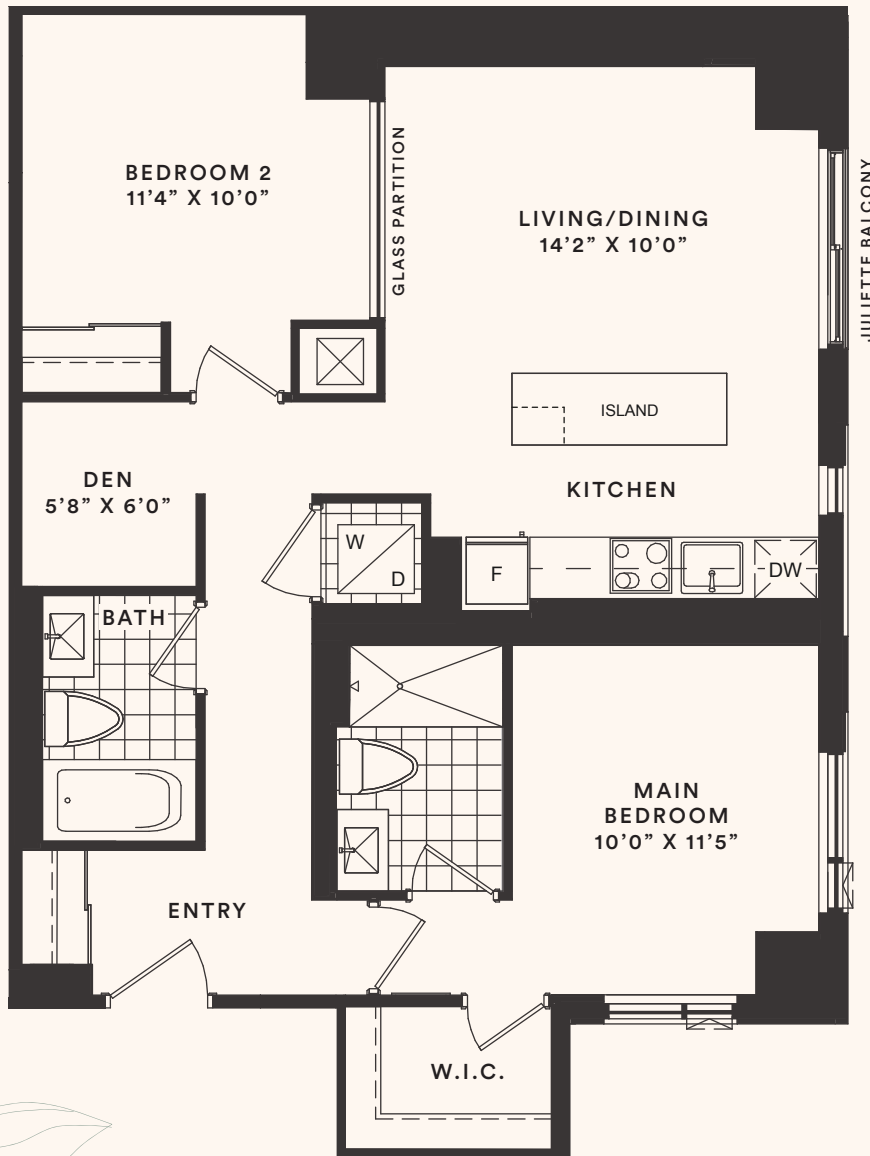 BEDROOM 2
11'4" X 10'0"
GLASS PARTITION
LIVING/DINING
14'2" X 10'0"
JULIETTE BALCONY
ISLAND
DEN
5'8" X 6'0"
KITCHEN
W
D
F
DW
BATH
MAIN
BEDROOM
10'0" X 11'5"
ENTRY
W.I.C.